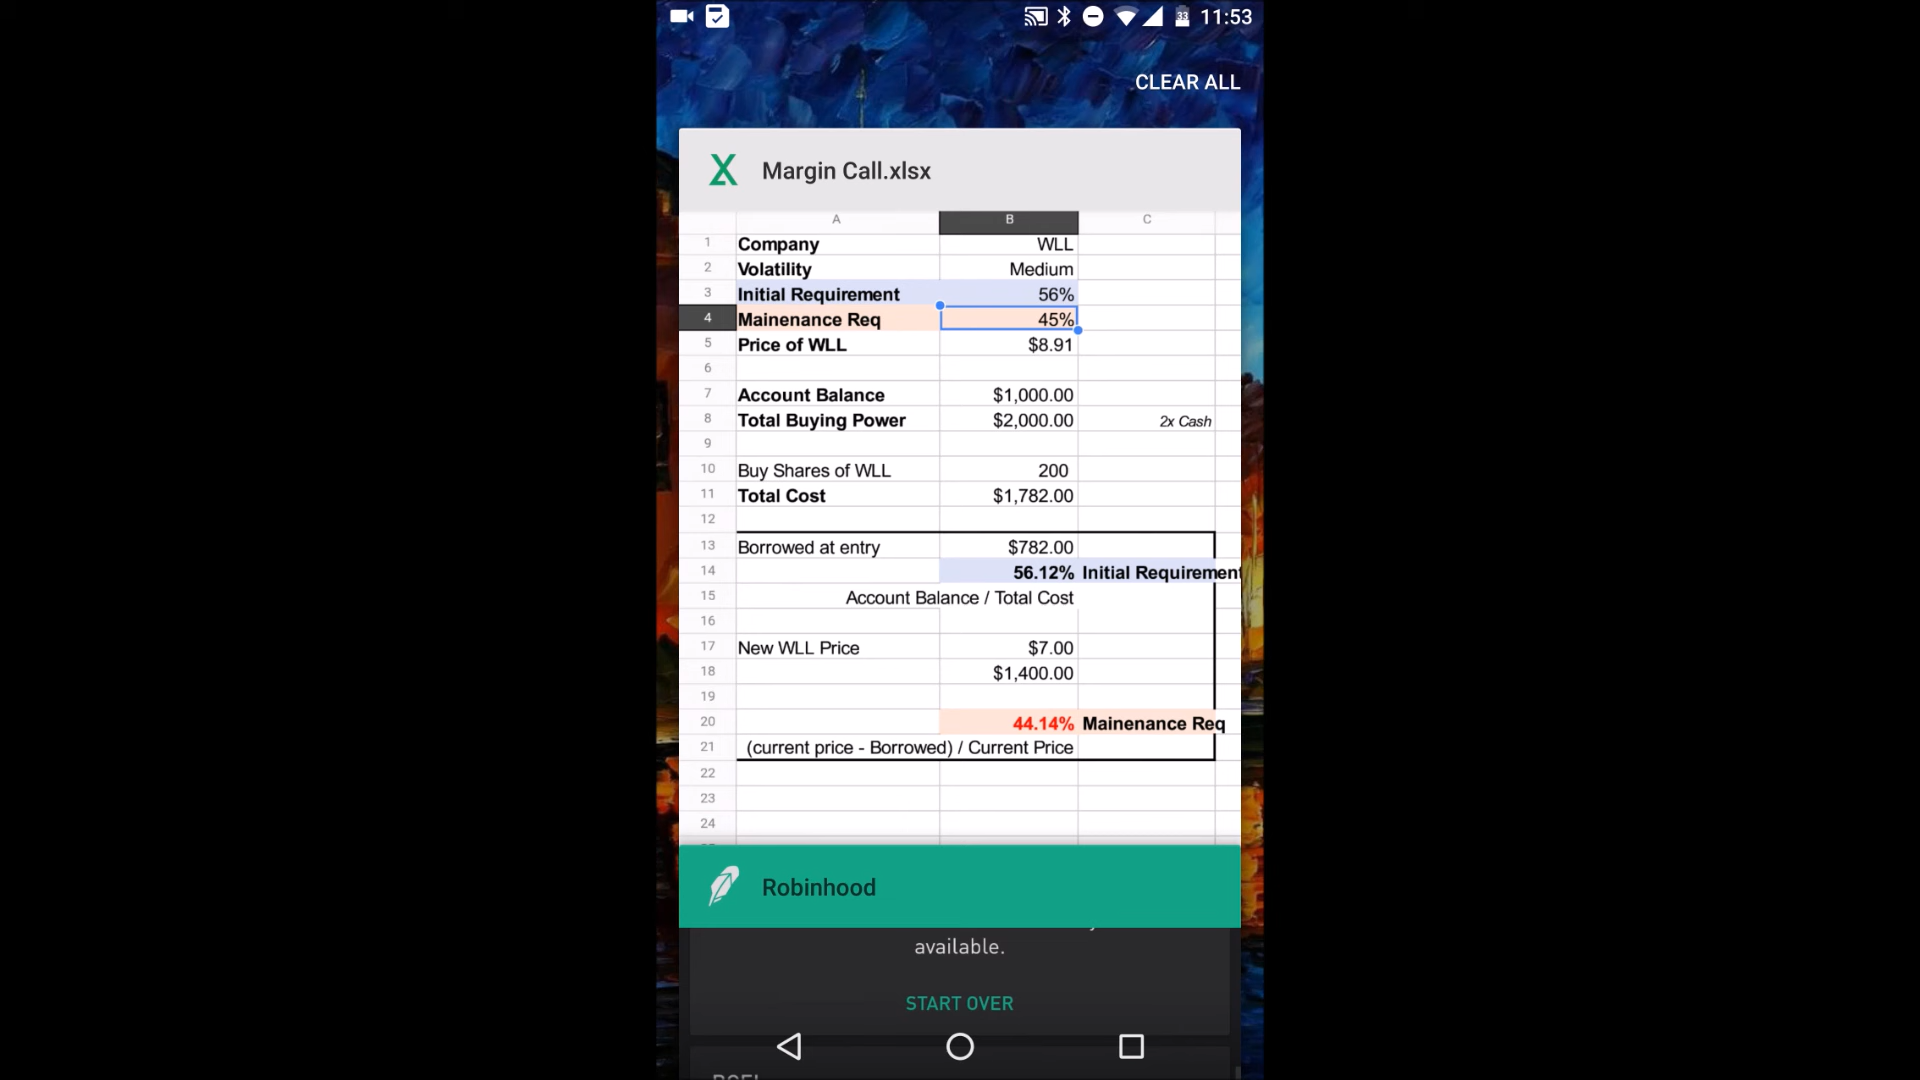 33 11:53
CLEAR ALL
Margin Call.xlsx
A B C
1 Company WLL
2 Volatility Medium
3 Initial Requirement 56%
4 Mainenance Req 45%
5 Price of WLL $8.91
6
7 Account Balance $1,000.00
8 Total Buying Power $2,000.00 2x Cash
9
10 Buy Shares of WLL 200
11 Total Cost $1,782.00
12
13 Borrowed at entry $782.00
14 56.12% Initial Requirement
15 Account Balance / Total Cost
16
17 New WLL Price $7.00
18 $1,400.00
19
20 44.14% Mainenance Req
21 (current price - Borrowed) / Current Price
22
23
24
Robinhood
available.
START OVER